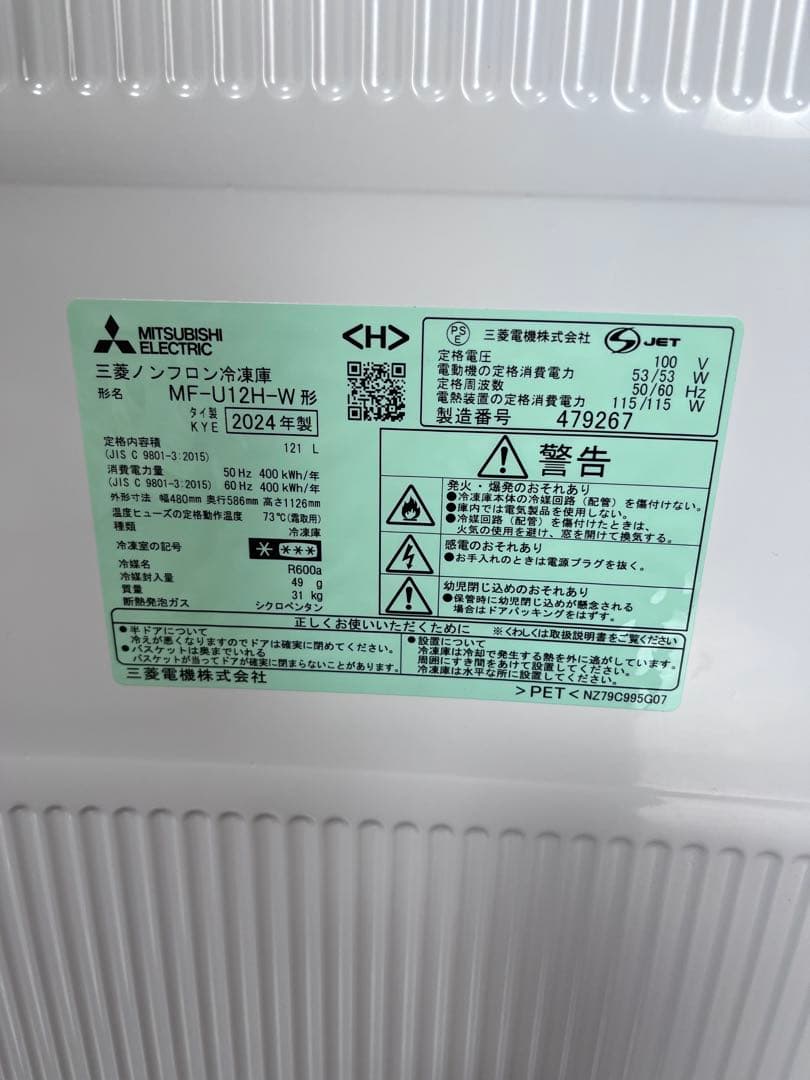 MITSUBISHI
ELECTRIC
三菱ノンフロン冷凍庫
形名 MF-U12H-W 形
タイ製
KYE 2024年製
定格内容積 121 L
(JIS C 9801-3:2015)
消費電力量 50 Hz 400 kWh/年
(JIS C 9801-3:2015) 60 Hz 400 kWh/年
外形寸法 幅480mm 奥行586mm 高さ1126mm
温度ヒューズの定格動作温度 73℃(霜取用)
種類 冷凍庫
冷凍室の記号 * ***
冷媒名 R600a
冷媒封入量 49 g
質量 31 kg
断熱発泡ガス シクロペンタン
<H>
PS
E 三菱電機株式会社 S JET
定格電圧 100 V
電動機の定格消費電力 53/53 W
定格周波数 50/60 Hz
電熱装置の定格消費電力 115/115 W
製造番号 479267
警告
発火・爆発のおそれあり
●冷凍庫本体の冷媒回路(配管)を傷付けない。
●庫内では電気製品を使用しない。
●冷媒回路(配管)を傷付けたときは、
火気の使用を避け、窓を開けて換気する。
感電のおそれあり
●お手入れのときは電源プラグを抜く。
幼児閉じ込めのおそれあり
●保管時に幼児閉じ込めが懸念される
場合はドアパッキングをはずす。
正しくお使いいただくために ※くわしくは取扱説明書をご覧ください
●半ドアについて
冷えが悪くなりますのでドアは確実に閉めてください。
●バスケットは奥までいれる
バスケットが当ってドアが確実に閉まらないことがあります。
●設置について
冷凍庫は冷却で発生する熱を外に逃がしています。
周囲にすき間をあけて設置してください。
冷凍庫は水平な所に設置してください。
三菱電機株式会社
>PET< NZ79C995G07